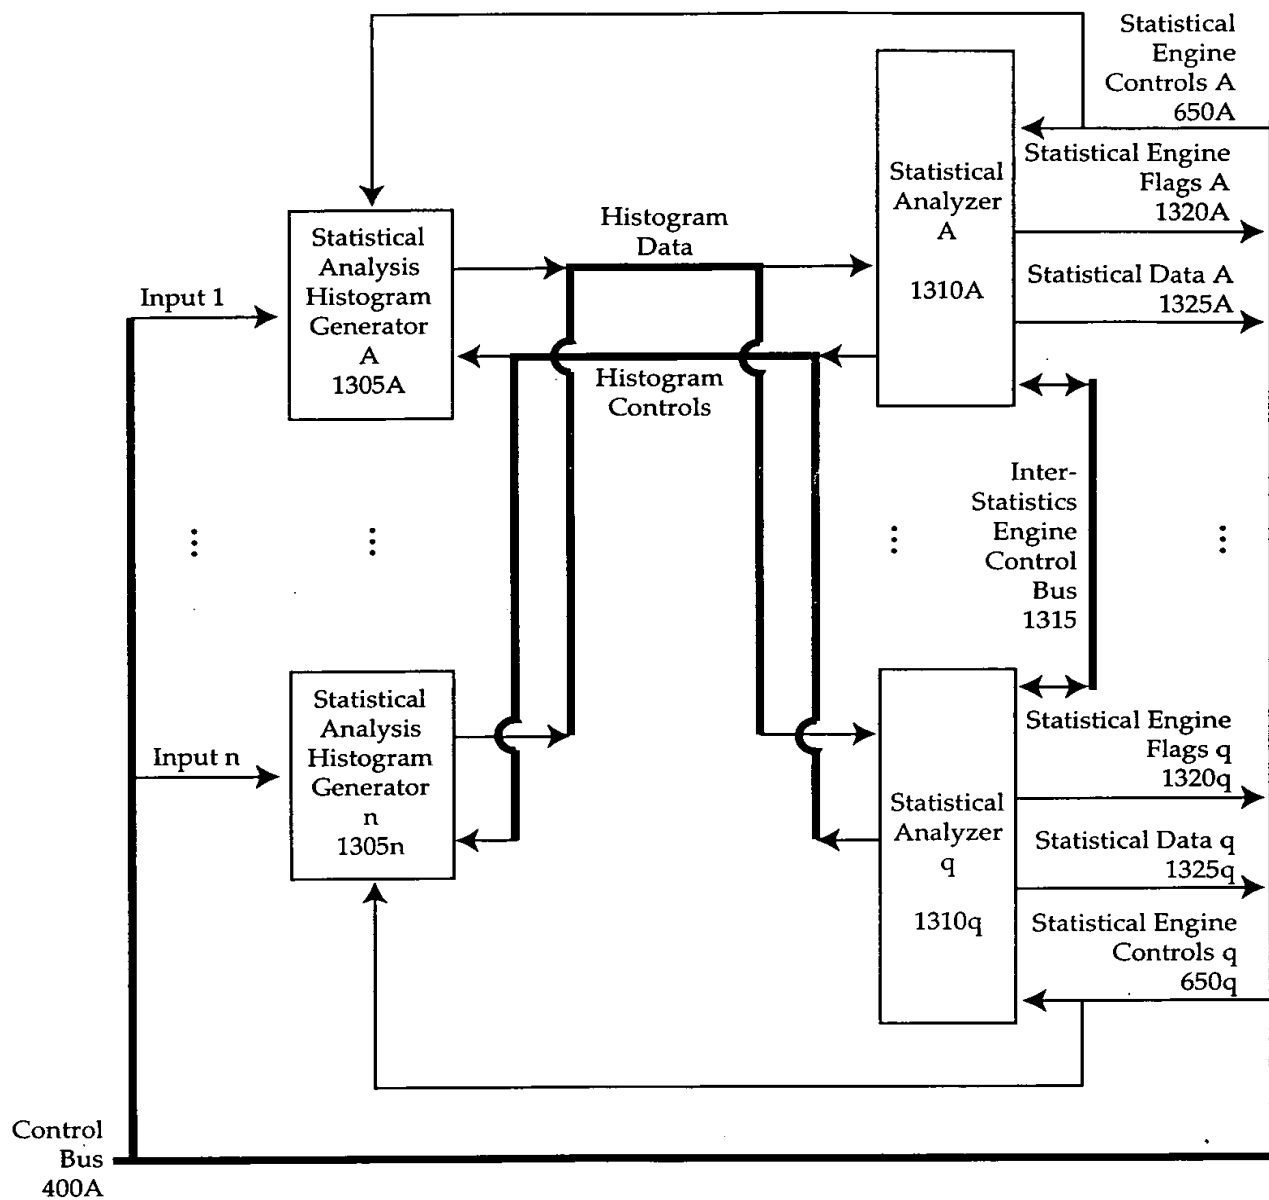 Statistical
Engine
Controls A
650A
Statistical Engine
Flags A
1320A
Statistical Data A
1325A
Statistical
Analyzer
A
1310A
Histogram
Data
Statistical
Analysis
Histogram
Generator
A
1305A
Input 1
Histogram
Controls
Inter-
Statistics
Engine
Control
Bus
1315
Statistical
Analysis
Histogram
Generator
n
1305n
Input n
Statistical Engine
Flags q
1320q
Statistical
Analyzer
q
1310q
Statistical Data q
1325q
Statistical Engine
Controls q
650q
Control
Bus
400A